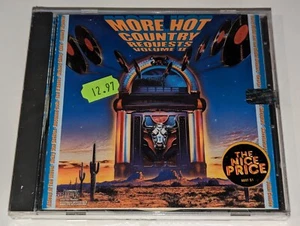 MORE HOT
COUNTRY
REQUESTS
VOLUME II
12.97
THE
NICE
PRICE